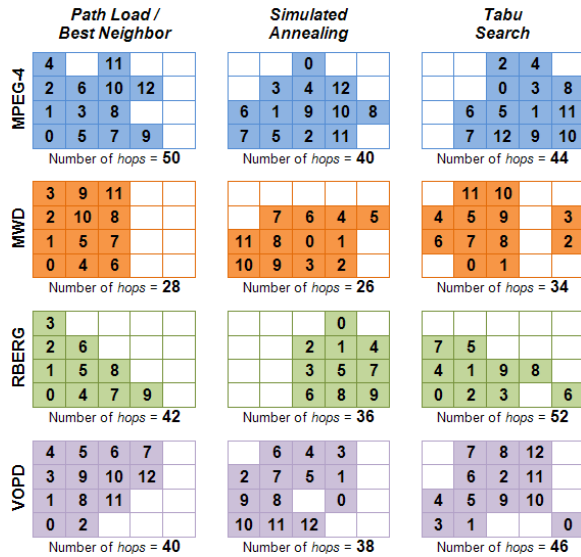 Path Load /
Best Neighbor
Simulated
Annealing
Tabu
Search
MPEG-4
4 11
2 6 10 12
1 3 8
0 5 7 9
Number of hops = 50
0
3 4 12
6 1 9 10 8
7 5 2 11
Number of hops = 40
2 4
0 3 8
6 5 1 11
7 12 9 10
Number of hops = 44
MWD
3 9 11
2 10 8
1 5 7
0 4 6
Number of hops = 28
7 6 4 5
11 8 0 1
10 9 3 2
Number of hops = 26
11 10
4 5 9 3
6 7 8 2
0 1
Number of hops = 34
RBERG
3
2 6
1 5 8
0 4 7 9
Number of hops = 42
0
2 1 4
3 5 7
6 8 9
Number of hops = 36
7 5
4 1 9 8
0 2 3 6
Number of hops = 52
VOPD
4 5 6 7
3 9 10 12
1 8 11
0 2
Number of hops = 40
6 4 3
2 7 5 1
9 8 0
10 11 12
Number of hops = 38
7 8 12
6 2 11
4 5 9 10
3 1 0
Number of hops = 46